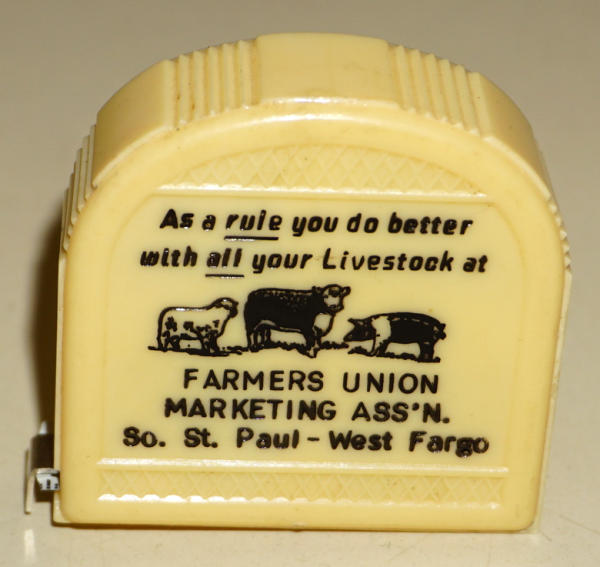 As a rule you do better
with all your Livestock at
FARMERS UNION
MARKETING ASS'N.
So. St. Paul - West Fargo